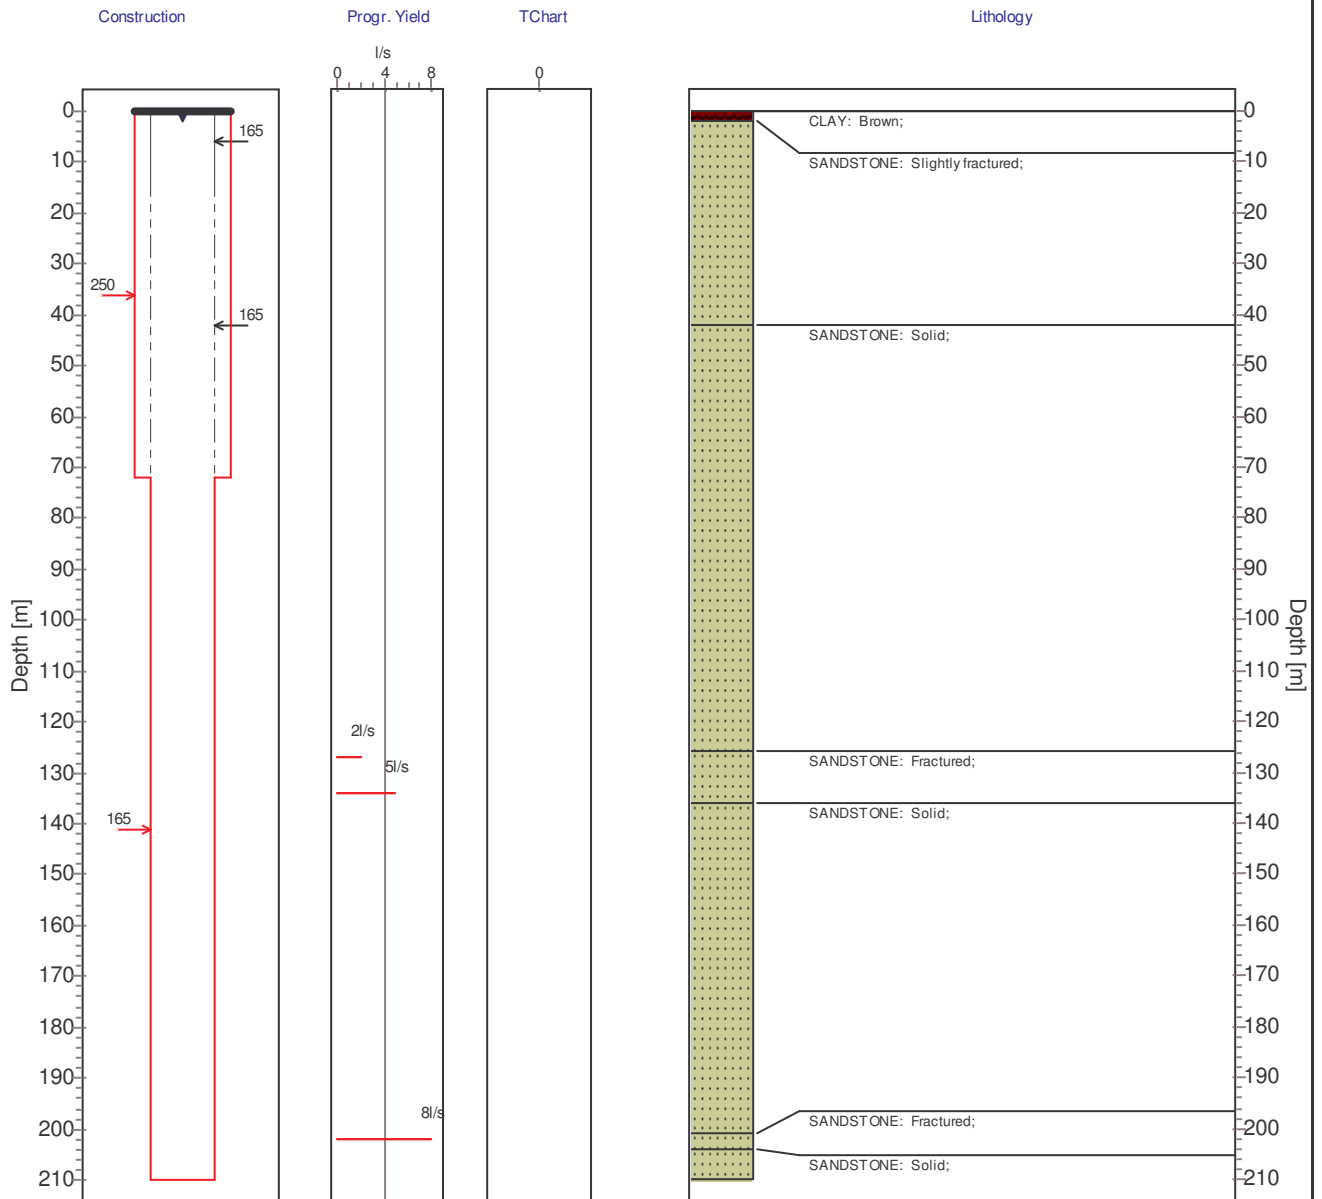 Construction Progr. Yield TChart Lithology
l/s
0 4 8 0
0 0
CLAY: Brown;
165
10 SANDSTONE: Slightly fractured; 10
20 20
30 30
250
40 165 40
SANDSTONE: Solid;
50 50
60 60
70 70
80 80
90 90
100 100
Depth [m] Depth [m]
110 110
120 120
2l/s
SANDSTONE: Fractured;
5l/s
130 130
SANDSTONE: Solid;
165
140 140
150 150
160 160
170 170
180 180
190 190
8l/s
SANDSTONE: Fractured;
200 200
SANDSTONE: Solid;
210 210